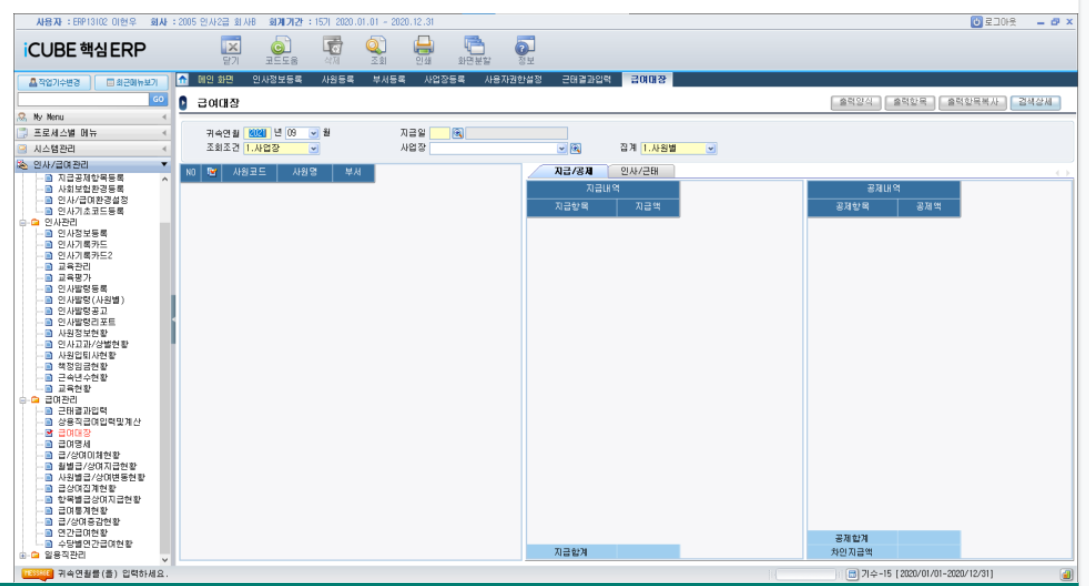 사용자 : ERP13I02 이현우 회사 : 2005 인사2급 회사B 회계기간 : 15기 2020.01.01 ~ 2020.12.31 로그아웃
iCUBE 핵심ERP
닫기 코드도움 삭제 조회 인쇄 화면분할 정보
작업기수변경 최근메뉴보기
메인 화면 인사정보등록 사원등록 부서등록 사업장등록 사용자권한설정 근태결과입력 급여대장
GO
급여대장
출력양식 출력항목 출력항목복사 검색상세
My Menu
프로세스별 메뉴
시스템관리
인사/급여관리
지급공제항목등록
사회보험환경등록
인사/급여환경설정
인사기초코드등록
인사관리
인사정보등록
인사기록카드
인사기록카드2
교육관리
교육평가
인사발령등록
인사발령(사원별)
인사발령공고
인사발령리포트
사원정보현황
인사고과/상벌현황
사원입퇴사현황
책정임금현황
근속년수현황
교육현황
급여관리
근태결과입력
상용직급여입력및계산
급여대장
급여명세
급/상여이체현황
월별급/상여지급현황
사원별급/상여변동현황
급상여집계현황
항목별급상여지급현황
급여통계현황
급/상여증감현황
연간급여현황
수당별연간급여현황
일용직관리
귀속연월 2020 년 09 월 지급일
조회조건 1.사업장 사업장 집계 1.사원별
NO 사원코드 사원명 부서
지급/공제 인사/근태
지급내역 공제내역
지급항목 지급액 공제항목 공제액
공제합계
지급합계 차인지급액
귀속연월를(를) 입력하세요.
기수-15 [2020/01/01~2020/12/31]